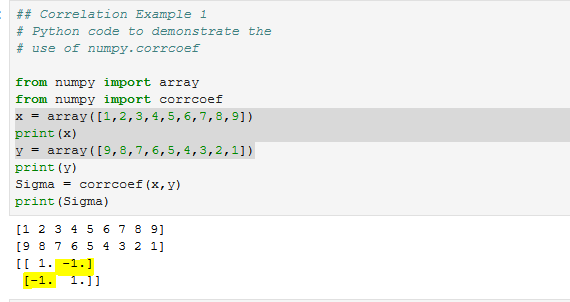 ## Correlation Example 1
# Python code to demonstrate the
# use of numpy.corrcoef
from numpy import array
from numpy import corrcoef
x = array([1,2,3,4,5,6,7,8,9])
print(x)
y = array([9,8,7,6,5,4,3,2,1])
print(y)
Sigma = corrcoef(x,y)
print(Sigma)
[1 2 3 4 5 6 7 8 9]
[9 8 7 6 5 4 3 2 1]
[[ 1. -1.]
[-1. 1.]]